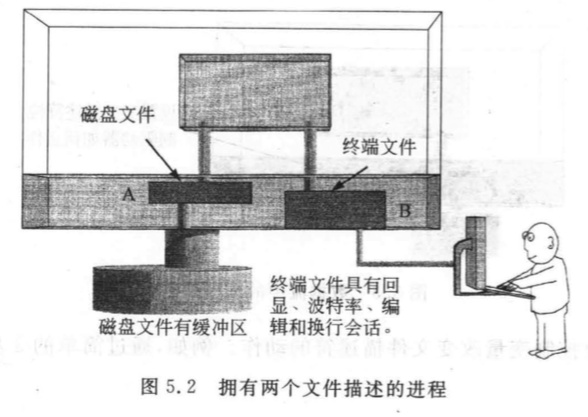 磁盘文件
终端文件
A
B
终端文件具有回
显、波特率、编
辑和换行会话。
磁盘文件有缓冲区
图 5.2 拥有两个文件描述的进程